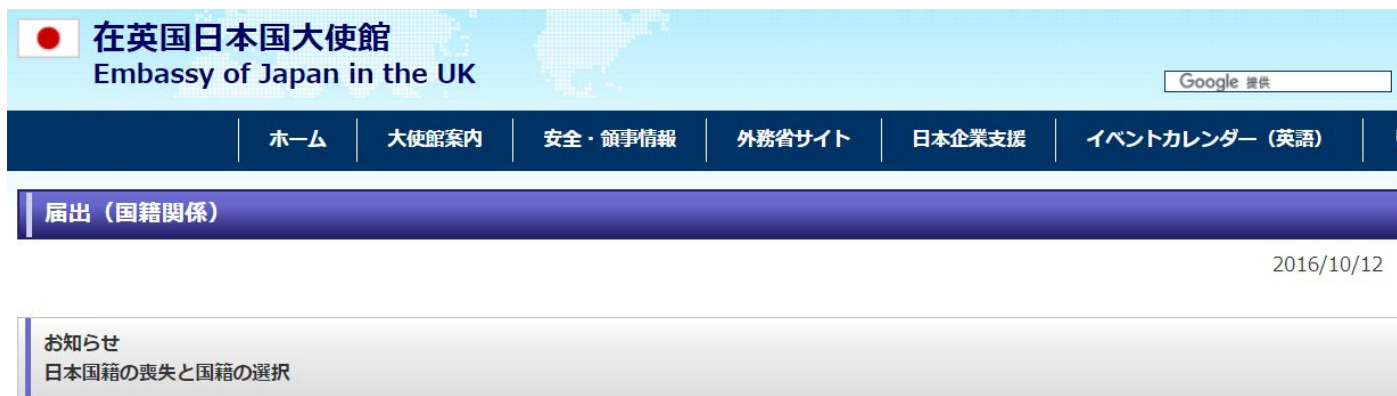 在英国日本国大使館
Embassy of Japan in the UK
Google 提供
ホーム 大使館案内 安全・領事情報 外務省サイト 日本企業支援 イベントカレンダー（英語）
届出（国籍関係）
2016/10/12
お知らせ
日本国籍の喪失と国籍の選択